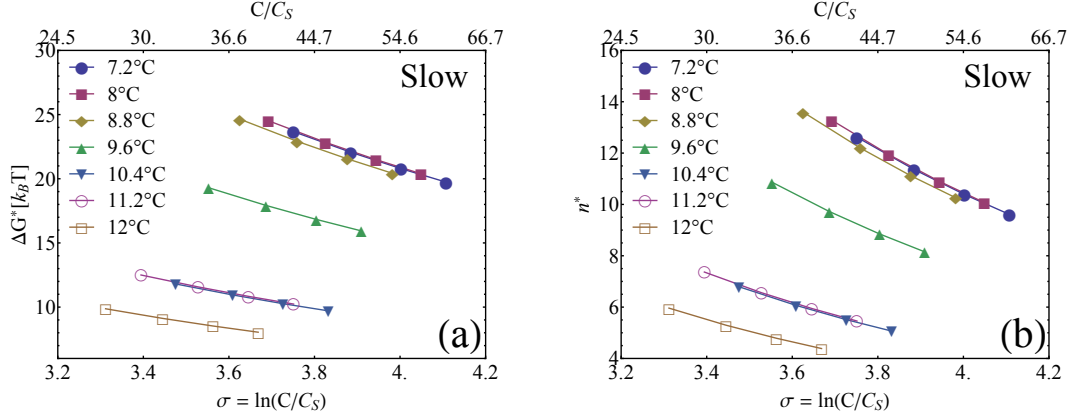 C/C_S
24.5 30. 36.6 44.7 54.6 66.7
30
25
20
15
10
ΔG*[k_BT]
7.2°C
8°C
8.8°C
9.6°C
10.4°C
11.2°C
12°C
Slow
(a)
3.2 3.4 3.6 3.8 4. 4.2
σ = ln(C/C_S)
C/C_S
24.5 30. 36.6 44.7 54.6 66.7
16
14
12
10
8
6
4
n*
7.2°C
8°C
8.8°C
9.6°C
10.4°C
11.2°C
12°C
Slow
(b)
3.2 3.4 3.6 3.8 4. 4.2
σ = ln(C/C_S)